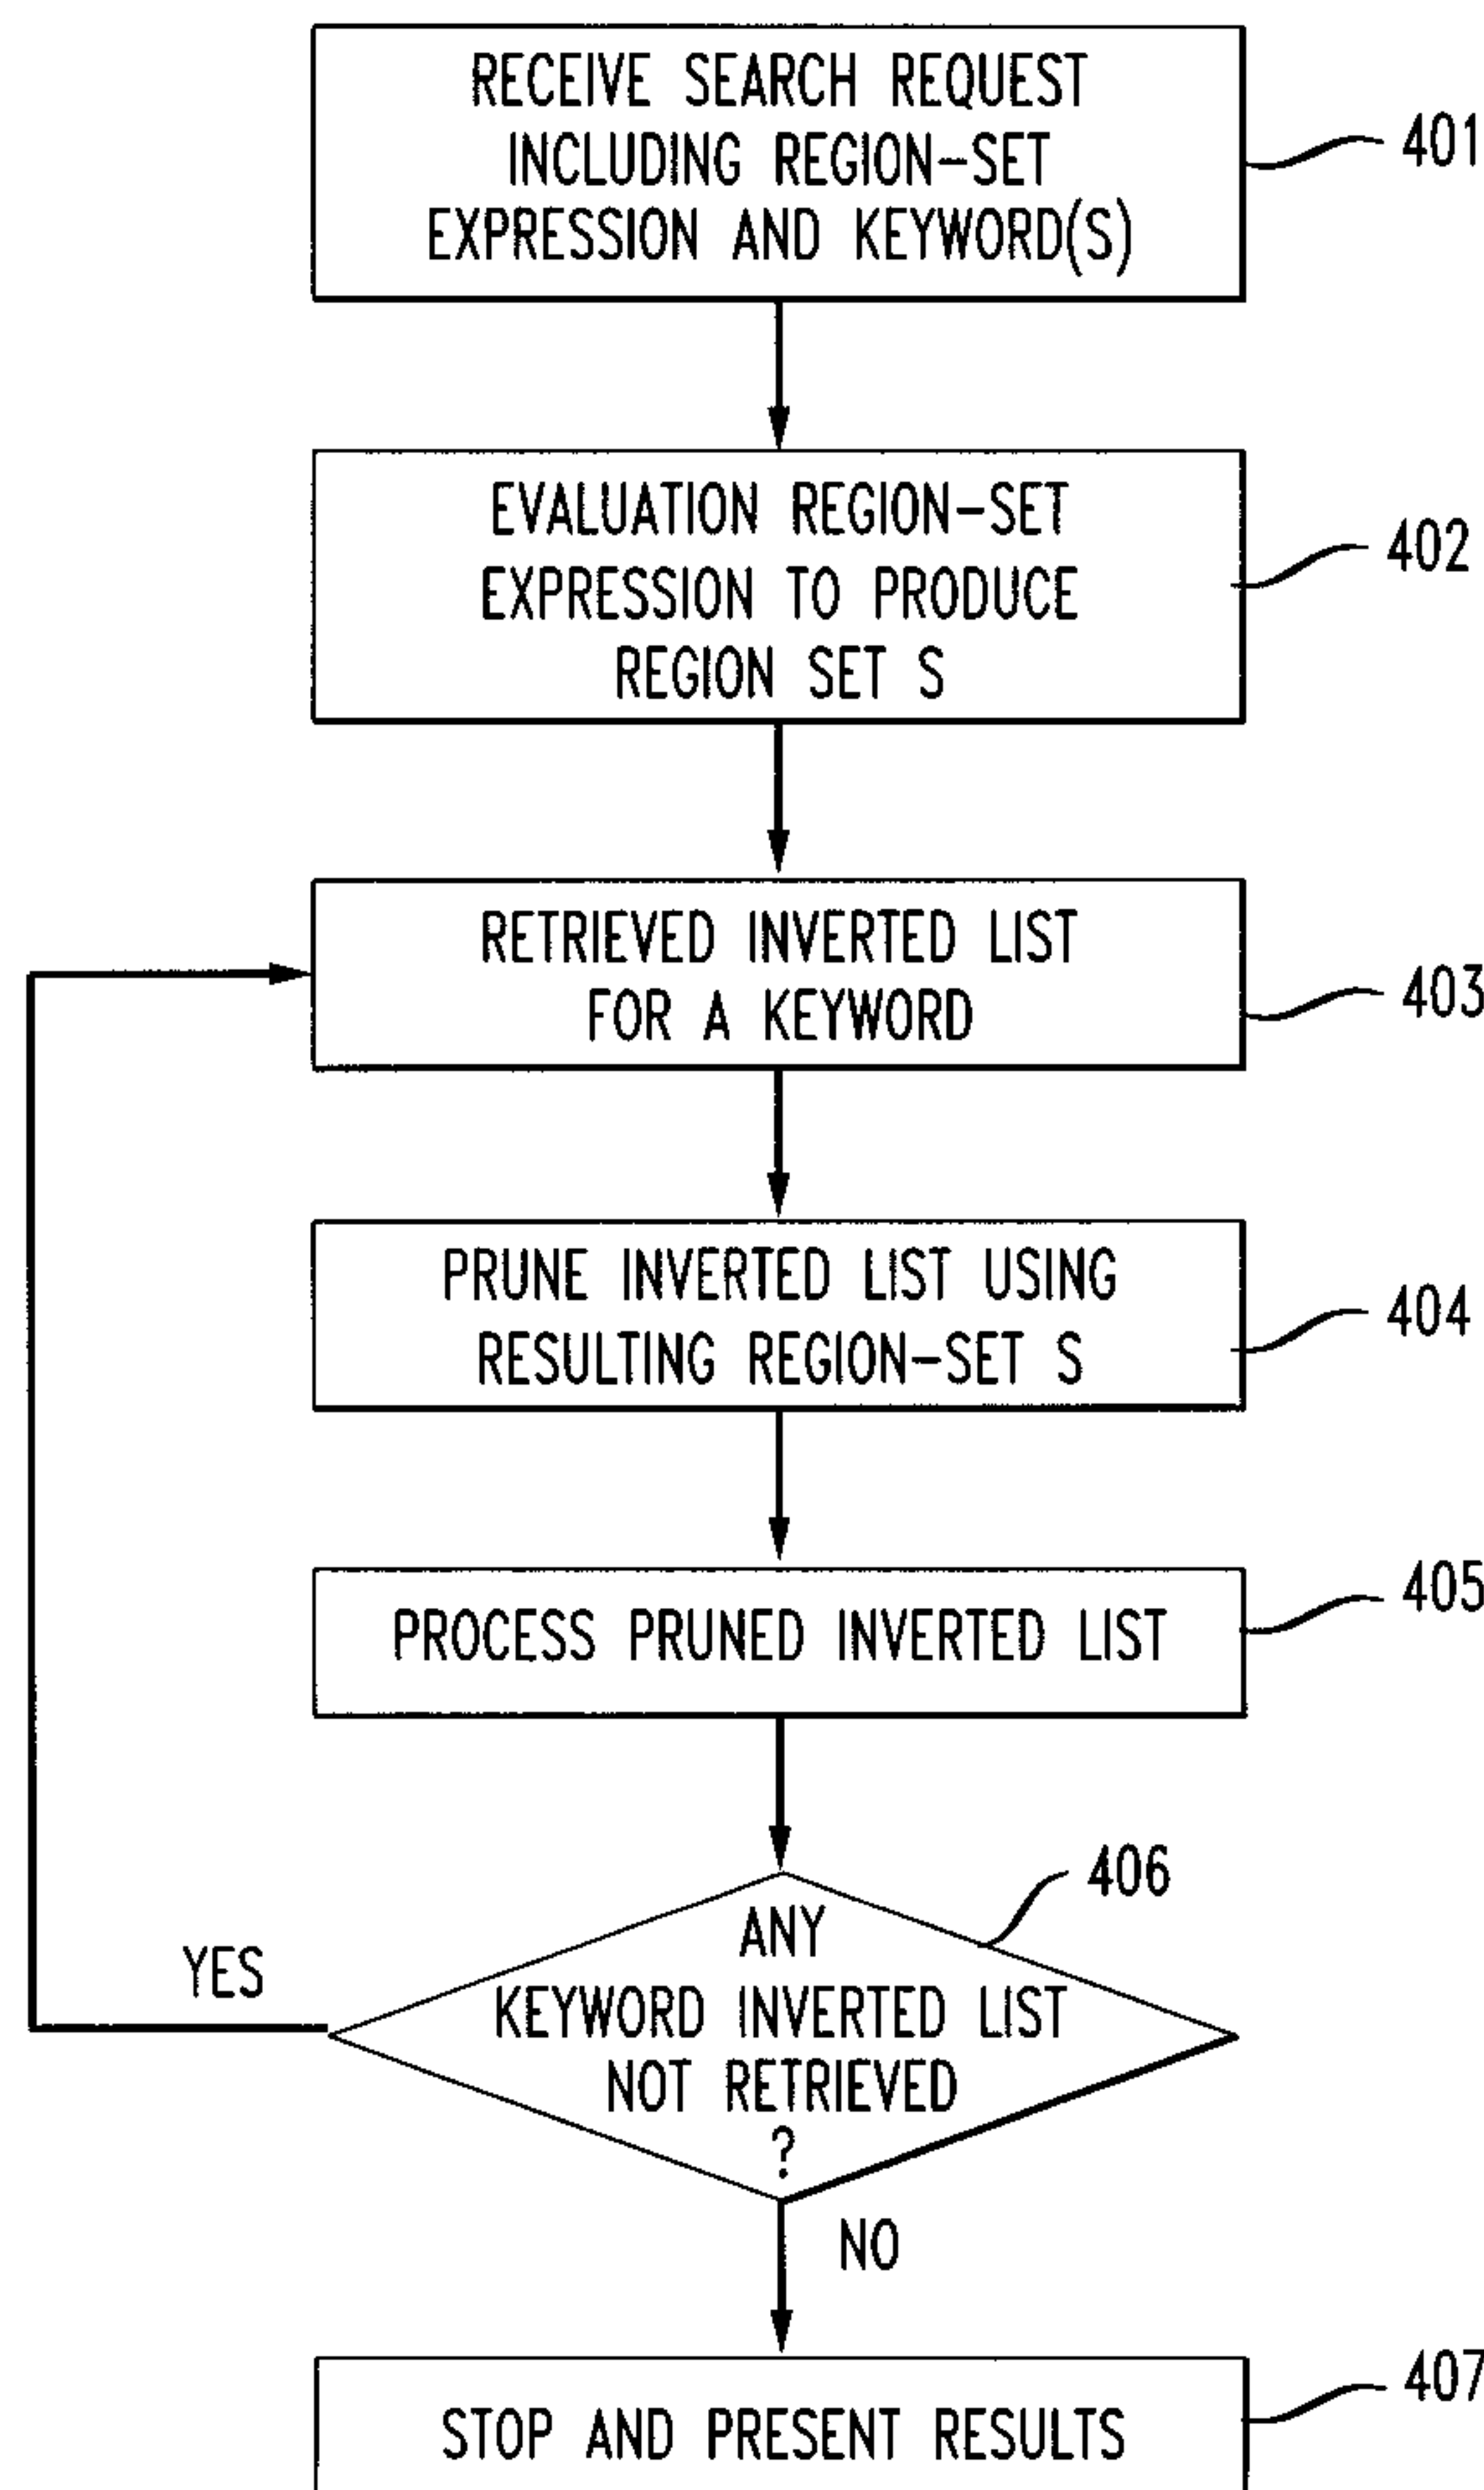 RECEIVE SEARCH REQUEST
INCLUDING REGION-SET
EXPRESSION AND KEYWORD(S)
401
EVALUATION REGION-SET
EXPRESSION TO PRODUCE
REGION SET S
402
RETRIEVED INVERTED LIST
FOR A KEYWORD
403
PRUNE INVERTED LIST USING
RESULTING REGION-SET S
404
PROCESS PRUNED INVERTED LIST
405
406
ANY
KEYWORD INVERTED LIST
NOT RETRIEVED
?
YES
NO
STOP AND PRESENT RESULTS
407